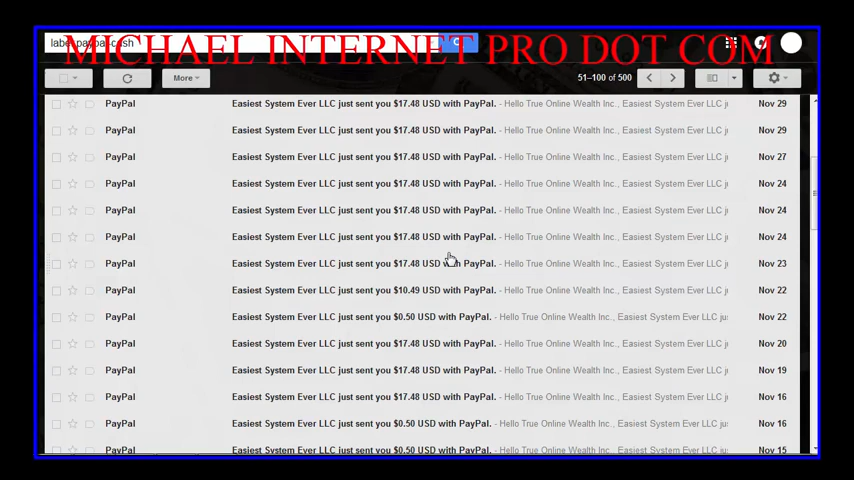 MICHAEL INTERNET PRO DOT COM
More
51–100 of 500
PayPal Easiest System Ever LLC just sent you $17.48 USD with PayPal. - Hello True Online Wealth Inc., Easiest System Ever LLC ju Nov 29
PayPal Easiest System Ever LLC just sent you $17.48 USD with PayPal. - Hello True Online Wealth Inc., Easiest System Ever LLC ju Nov 29
PayPal Easiest System Ever LLC just sent you $17.48 USD with PayPal. - Hello True Online Wealth Inc., Easiest System Ever LLC ju Nov 27
PayPal Easiest System Ever LLC just sent you $17.48 USD with PayPal. - Hello True Online Wealth Inc., Easiest System Ever LLC ju Nov 24
PayPal Easiest System Ever LLC just sent you $17.48 USD with PayPal. - Hello True Online Wealth Inc., Easiest System Ever LLC ju Nov 24
PayPal Easiest System Ever LLC just sent you $17.48 USD with PayPal. - Hello True Online Wealth Inc., Easiest System Ever LLC ju Nov 24
PayPal Easiest System Ever LLC just sent you $17.48 USD with PayPal. - Hello True Online Wealth Inc., Easiest System Ever LLC ju Nov 23
PayPal Easiest System Ever LLC just sent you $10.49 USD with PayPal. - Hello True Online Wealth Inc., Easiest System Ever LLC ju Nov 22
PayPal Easiest System Ever LLC just sent you $0.50 USD with PayPal. - Hello True Online Wealth Inc., Easiest System Ever LLC jus Nov 22
PayPal Easiest System Ever LLC just sent you $17.48 USD with PayPal. - Hello True Online Wealth Inc., Easiest System Ever LLC ju Nov 20
PayPal Easiest System Ever LLC just sent you $17.48 USD with PayPal. - Hello True Online Wealth Inc., Easiest System Ever LLC ju Nov 19
PayPal Easiest System Ever LLC just sent you $17.48 USD with PayPal. - Hello True Online Wealth Inc., Easiest System Ever LLC ju Nov 16
PayPal Easiest System Ever LLC just sent you $0.50 USD with PayPal. - Hello True Online Wealth Inc., Easiest System Ever LLC jus Nov 16
PayPal Easiest System Ever LLC just sent you $0.50 USD with PayPal. - Hello True Online Wealth Inc., Easiest System Ever LLC jus Nov 15